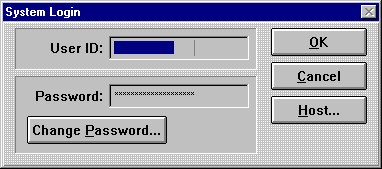 System Login
User ID:
OK
Cancel
Password: ********************
Host...
Change Password...